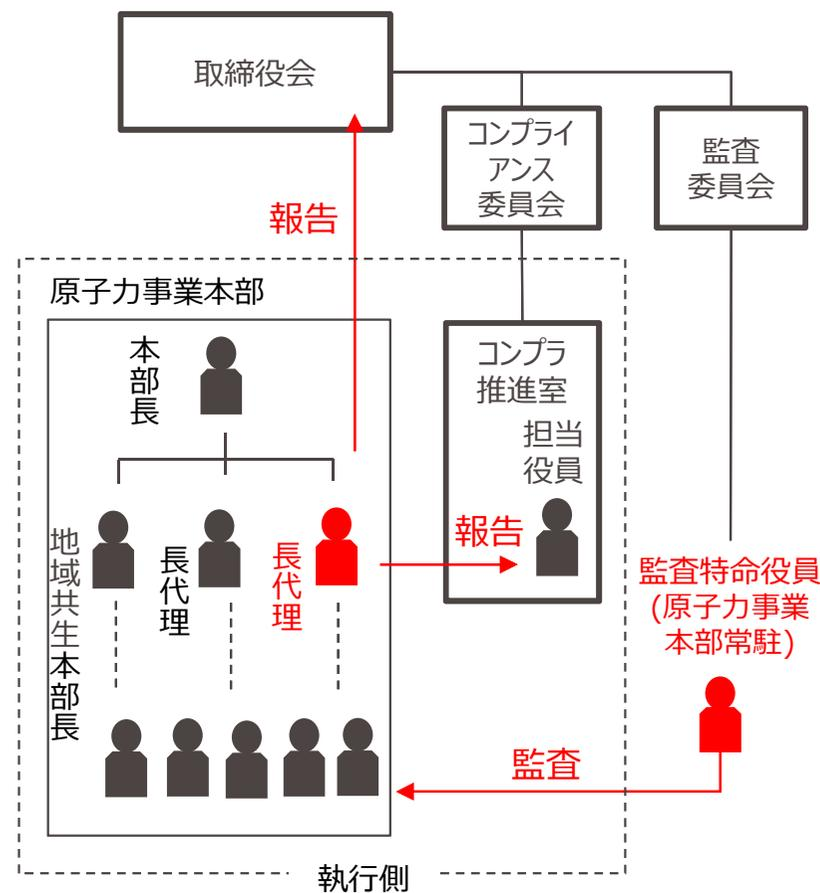 取締役会
コンプライ
アンス
委員会
監査
委員会
報告
原子力事業本部
本部長
コンプラ
推進室
担当
役員
地域共生本部長
長代理
長代理
報告
監査特命役員
(原子力事業
本部常駐)
監査
執行側